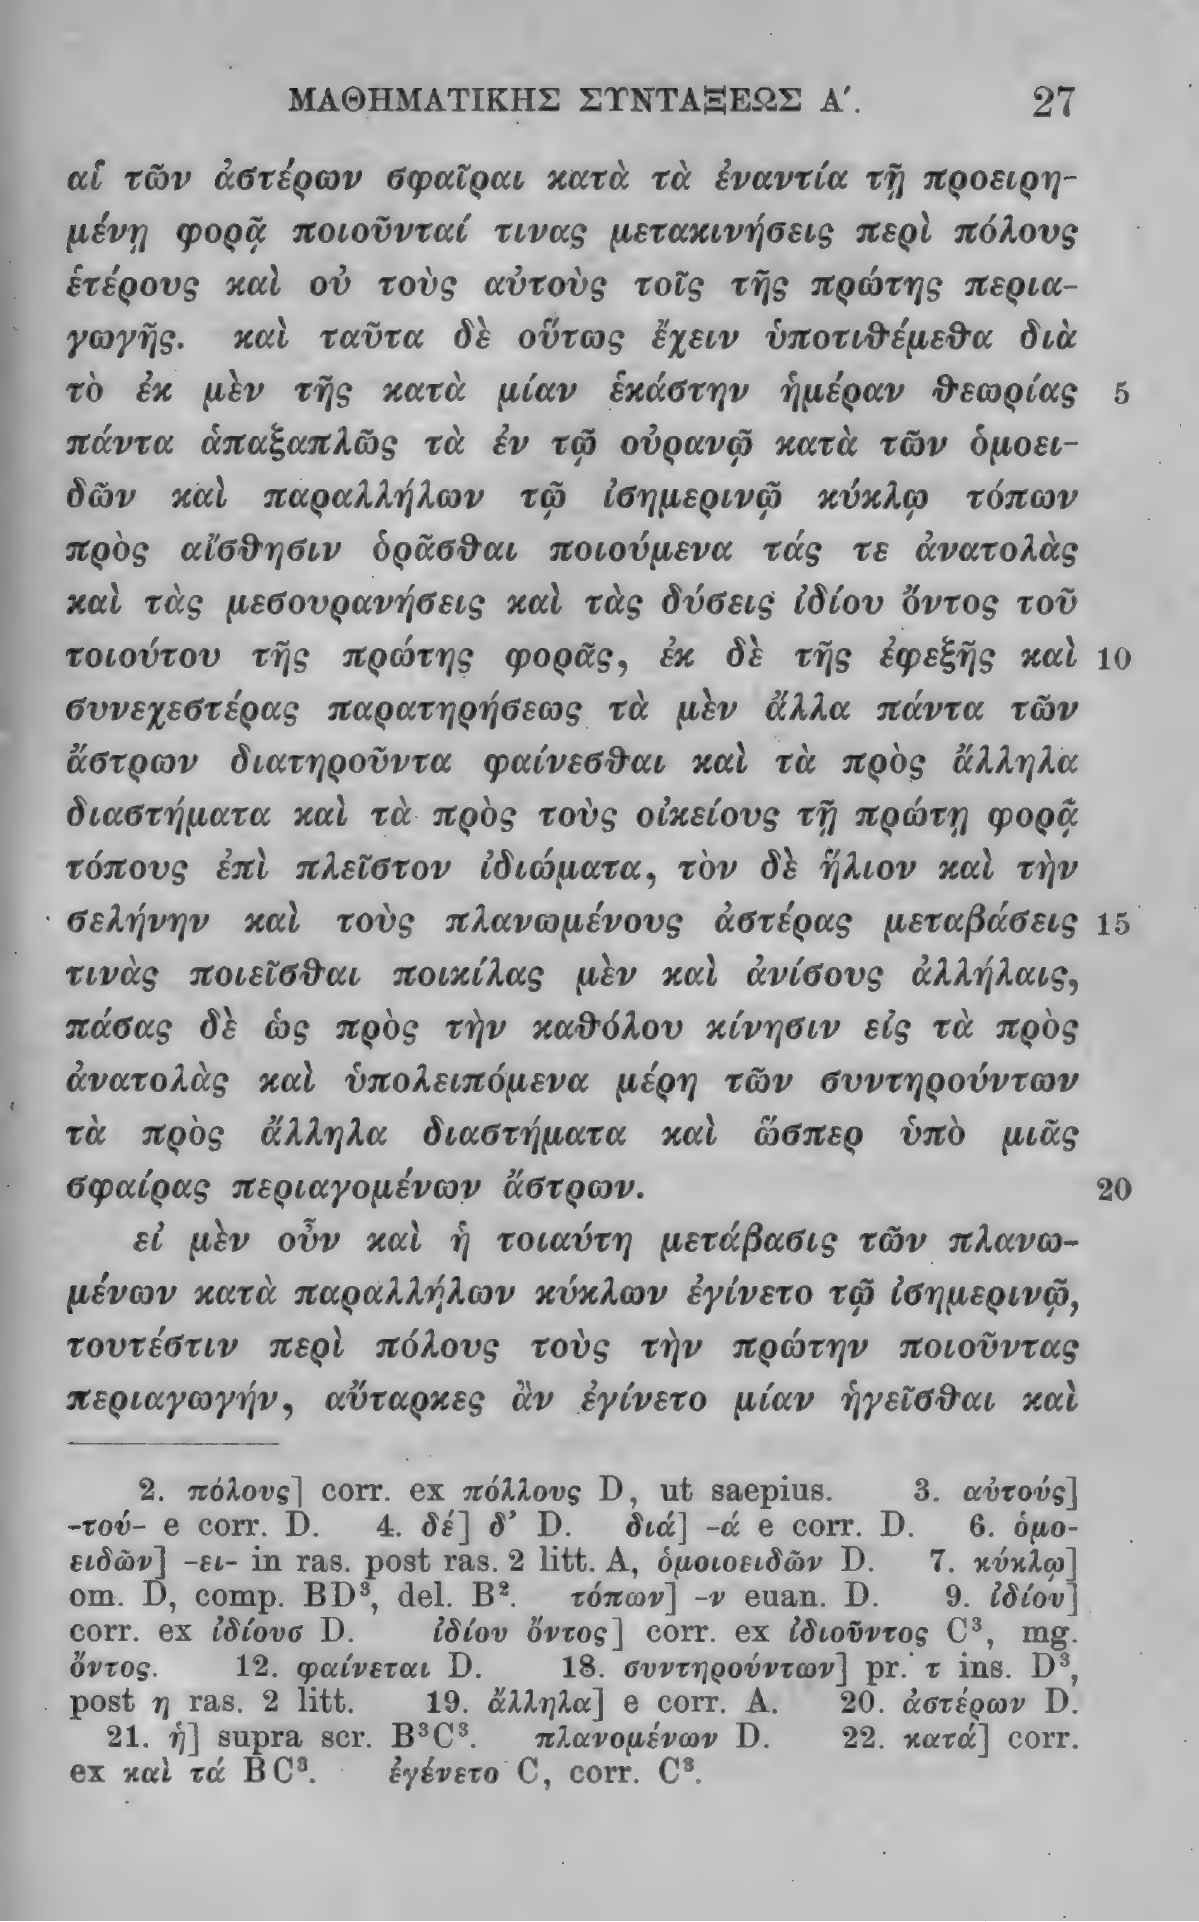 ΜΑΘΗΜΑΤΙΚΗΣ ΣΥΝΤΑΞΕΩΣ Α΄. 27
αἱ τῶν ἀστέρων σφαῖραι κατὰ τὰ ἐναντία τῇ προειρη-
μένῃ φορᾷ ποιοῦνταί τινας μετακινήσεις περὶ πόλους
ἑτέρους καὶ οὐ τοὺς αὐτοὺς τοῖς τῆς πρώτης περια-
γωγῆς. καὶ ταῦτα δὲ οὕτως ἔχειν ὑποτιθέμεθα διὰ
τὸ ἐκ μὲν τῆς κατὰ μίαν ἑκάστην ἡμέραν θεωρίας 5
πάντα ἁπαξαπλῶς τὰ ἐν τῷ οὐρανῷ κατὰ τῶν ὁμοει-
δῶν καὶ παραλλήλων τῷ ἰσημερινῷ κύκλῳ τόπων
πρὸς αἴσθησιν ὁρᾶσθαι ποιούμενα τάς τε ἀνατολὰς
καὶ τὰς μεσουρανήσεις καὶ τὰς δύσεις ἰδίου ὄντος τοῦ
τοιούτου τῆς πρώτης φορᾶς, ἐκ δὲ τῆς ἐφεξῆς καὶ 10
συνεχεστέρας παρατηρήσεως τὰ μὲν ἄλλα πάντα τῶν
ἄστρων διατηροῦντα φαίνεσθαι καὶ τὰ πρὸς ἄλληλα
διαστήματα καὶ τὰ πρὸς τοὺς οἰκείους τῇ πρώτῃ φορᾷ
τόπους ἐπὶ πλεῖστον ἰδιώματα, τὸν δὲ ἥλιον καὶ τὴν
σελήνην καὶ τοὺς πλανωμένους ἀστέρας μεταβάσεις 15
τινὰς ποιεῖσθαι ποικίλας μὲν καὶ ἀνίσους ἀλλήλαις,
πάσας δὲ ὡς πρὸς τὴν καθόλου κίνησιν εἰς τὰ πρὸς
ἀνατολὰς καὶ ὑπολειπόμενα μέρη τῶν συντηρούντων
τὰ πρὸς ἄλληλα διαστήματα καὶ ὥσπερ ὑπὸ μιᾶς
σφαίρας περιαγομένων ἄστρων. 20
εἰ μὲν οὖν καὶ ἡ τοιαύτη μετάβασις τῶν πλανω-
μένων κατὰ παραλλήλων κύκλων ἐγίνετο τῷ ἰσημερινῷ,
τουτέστιν περὶ πόλους τοὺς τὴν πρώτην ποιοῦντας
περιαγωγήν, αὔταρκες ἂν ἐγίνετο μίαν ἡγεῖσθαι καὶ
2. πόλους] corr. ex πόλλους D, ut saepius. 3. αὐτούς]
-τού- e corr. D. 4. δέ] δ’ D. διά] -ά e corr. D. 6. ὁμο-
ειδῶν] -ει- in ras. post ras. 2 litt. A, ὁμοιοειδῶν D. 7. κύκλῳ]
om. D, comp. BD³, del. B². τόπων] -ν euan. D. 9. ἰδίου]
corr. ex ἰδίουσ D. ἰδίου ὄντος] corr. ex ἰδιοῦντος C³, mg.
ὄντος. 12. φαίνεται D. 18. συντηρούντων] pr. τ ins. D³,
post η ras. 2 litt. 19. ἄλληλα] e corr. A. 20. ἀστέρων D.
21. ἡ] supra scr. B³C³. πλανομένων D. 22. κατά] corr.
ex καὶ τά BC³. ἐγένετο C, corr. C³.